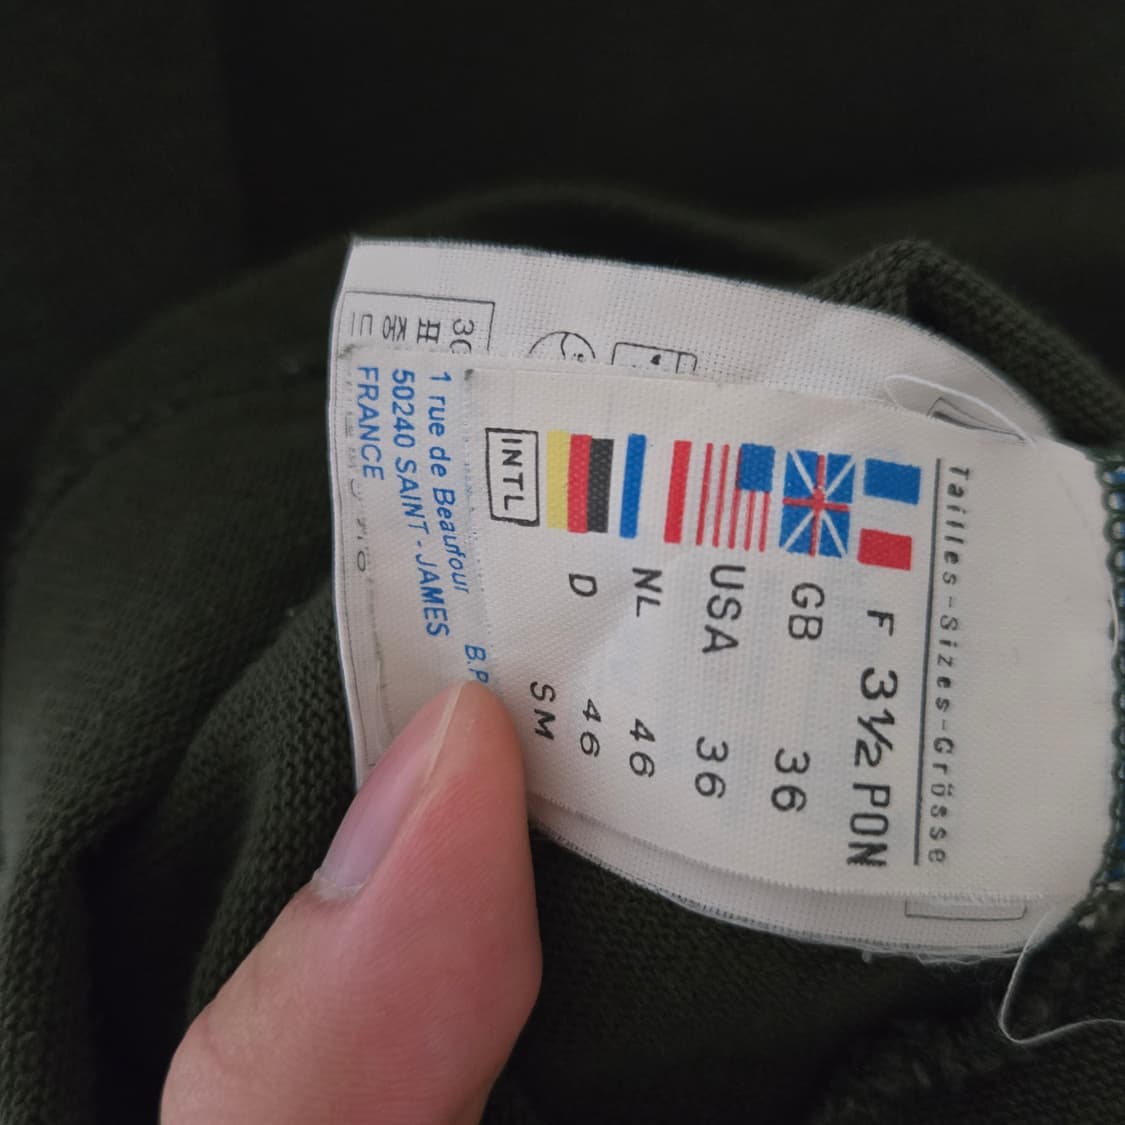 Tailles-Sizes-Grösse
F 3½ PON
GB 36
USA 36
NL 46
D 46
INTL SM
B.P
1 rue de Beaufour
50240 SAINT-JAMES
FRANCE